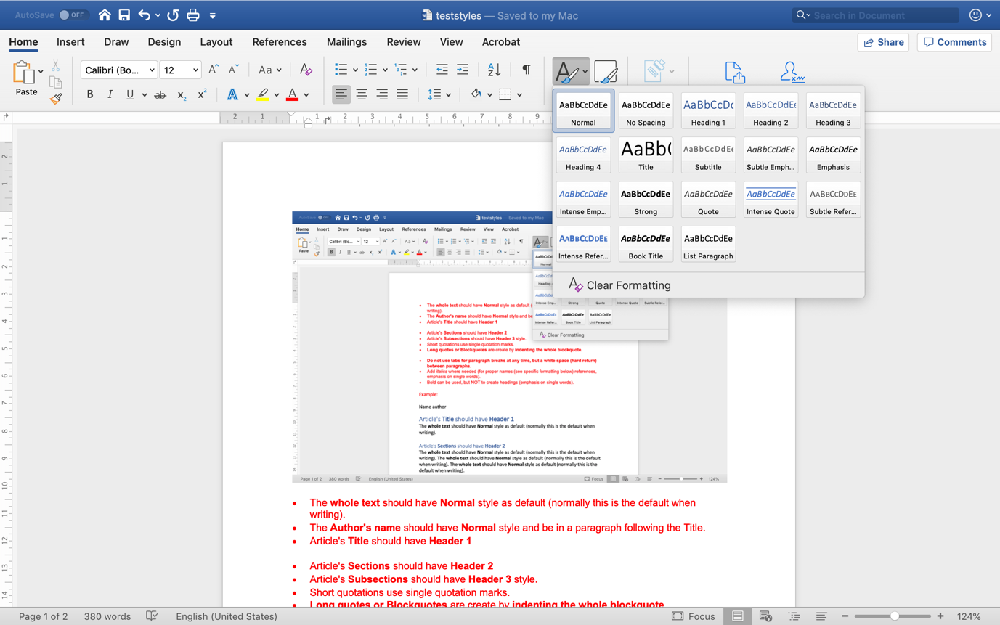 AutoSave OFF teststyles — Saved to my Mac Search in Document
Home Insert Draw Design Layout References Mailings Review View Acrobat Share Comments
Paste
Calibri (Bo... 12 Aa
B I U ab X₂ X² A A
2 1 1 2 3 4 5 6 7 8 9
AaBbCcDdEe AaBbCcDdEe AaBbCcDc AaBbCcDdEe AaBbCcDdEe
Normal No Spacing Heading 1 Heading 2 Heading 3
AaBbCcDdEe AaBb( AaBbCcDdEe AaBbCcDdEe AaBbCcDdEe
Heading 4 Title Subtitle Subtle Emph... Emphasis
AaBbCcDdEe AaBbCcDdEe AaBbCcDdEe AaBbCcDdEe AaBbCcDdEe
Intense Emp... Strong Quote Intense Quote Subtle Refer...
AaBbCcDdEe AaBbCcDdEe AaBbCcDdEe
Intense Refer... Book Title List Paragraph
Clear Formatting
AutoSave OFF teststyles — Saved to my Mac
Home Insert Draw Design Layout References Mailings Review View Acrobat
Paste
Calibri (Bo... 12 Aa
Intense Emp... Strong Quote Intense Quote Subtle Refer...
AaBbCcDdEe AaBbCcDdEe AaBbCcDdEe
Intense Refer... Book Title List Paragraph
Clear Formatting
• The whole text should have Normal style as default (
writing).
• The Author's name should have Normal style and be
• Article's Title should have Header 1
• Article's Sections should have Header 2
• Article's Subsections should have Header 3 style.
• Short quotations use single quotation marks.
• Long quotes or Blockquotes are create by indenting the whole blockquote.
• Do not use tabs for paragraph breaks at any time, but a white space (hard return)
between paragraphs.
• Add italics where needed (for proper names (see specific formatting below) references,
emphasis on single words).
• Bold can be used, but NOT to create headings (emphasis on single words).
Example:
Name author
Article's Title should have Header 1
The whole text should have Normal style as default (normally this is the default when
writing).
Article's Sections should have Header 2
The whole text should have Normal style as default (normally this is the default when
writing). The whole text should have Normal style as default (normally this is the default
when writing). The whole text should have Normal style as default (normally this is the
default when writing).
Page 1 of 2 380 words English (United States) Focus 124%
• The whole text should have Normal style as default (normally this is the default when
writing).
• The Author's name should have Normal style and be in a paragraph following the Title.
• Article's Title should have Header 1
• Article's Sections should have Header 2
• Article's Subsections should have Header 3 style.
• Short quotations use single quotation marks.
• Long quotes or Blockquotes are create by indenting the whole blockquote
Page 1 of 2 380 words English (United States) Focus 124%